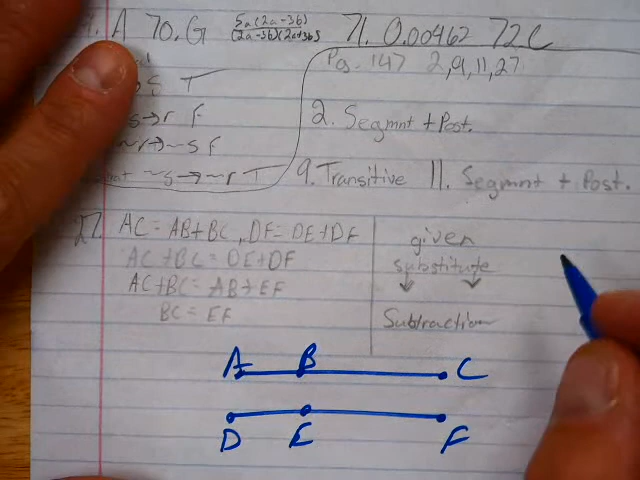 A 70. G 5a(2a-3b)/(2a-3b)(2a+3b) 71. 0.00462 72 C
Pg. 147 2, 9, 11, 27
T
s→r F
~r→~s F
~s→~r T
2. Segmnt + Post.
9. Transitive 11. Segmnt + Post.
27. AC = AB+BC, DF = DE+DF given
AC+BC = DE+DF substitute
AC+BC = AB+EF
BC = EF Subtraction
A B C
D E F